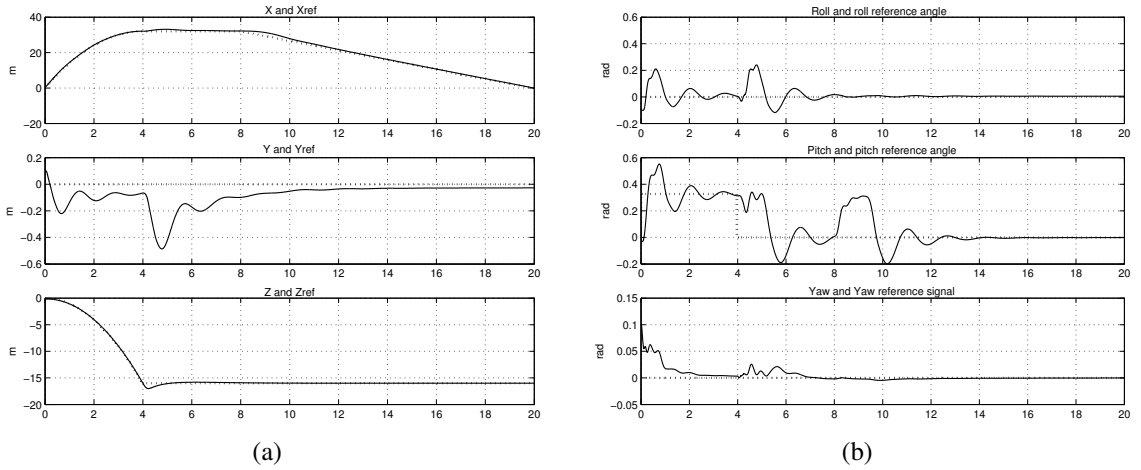 X and Xref
40
20
0
−20
m
0 2 4 6 8 10 12 14 16 18 20
Y and Yref
0.2
0
−0.2
−0.4
−0.6
m
0 2 4 6 8 10 12 14 16 18 20
Z and Zref
0
−5
−10
−15
−20
m
0 2 4 6 8 10 12 14 16 18 20
(a)
Roll and roll reference angle
0.6
0.4
0.2
0
−0.2
rad
0 2 4 6 8 10 12 14 16 18 20
Pitch and pitch reference angle
0.6
0.4
0.2
0
−0.2
rad
0 2 4 6 8 10 12 14 16 18 20
Yaw and Yaw reference signal
0.15
0.1
0.05
0
−0.05
rad
0 2 4 6 8 10 12 14 16 18 20
(b)